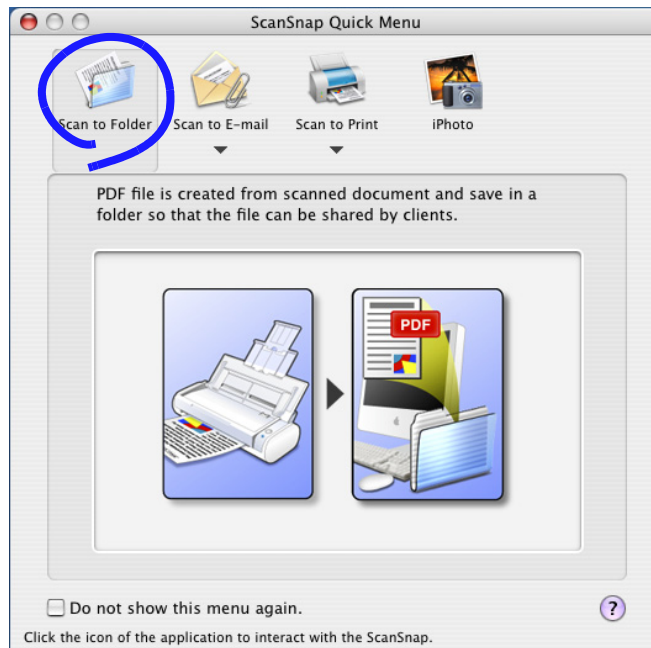 ScanSnap Quick Menu
Scan to Folder
Scan to E-mail
Scan to Print
iPhoto
PDF file is created from scanned document and save in a
folder so that the file can be shared by clients.
PDF
Do not show this menu again.
?
Click the icon of the application to interact with the ScanSnap.